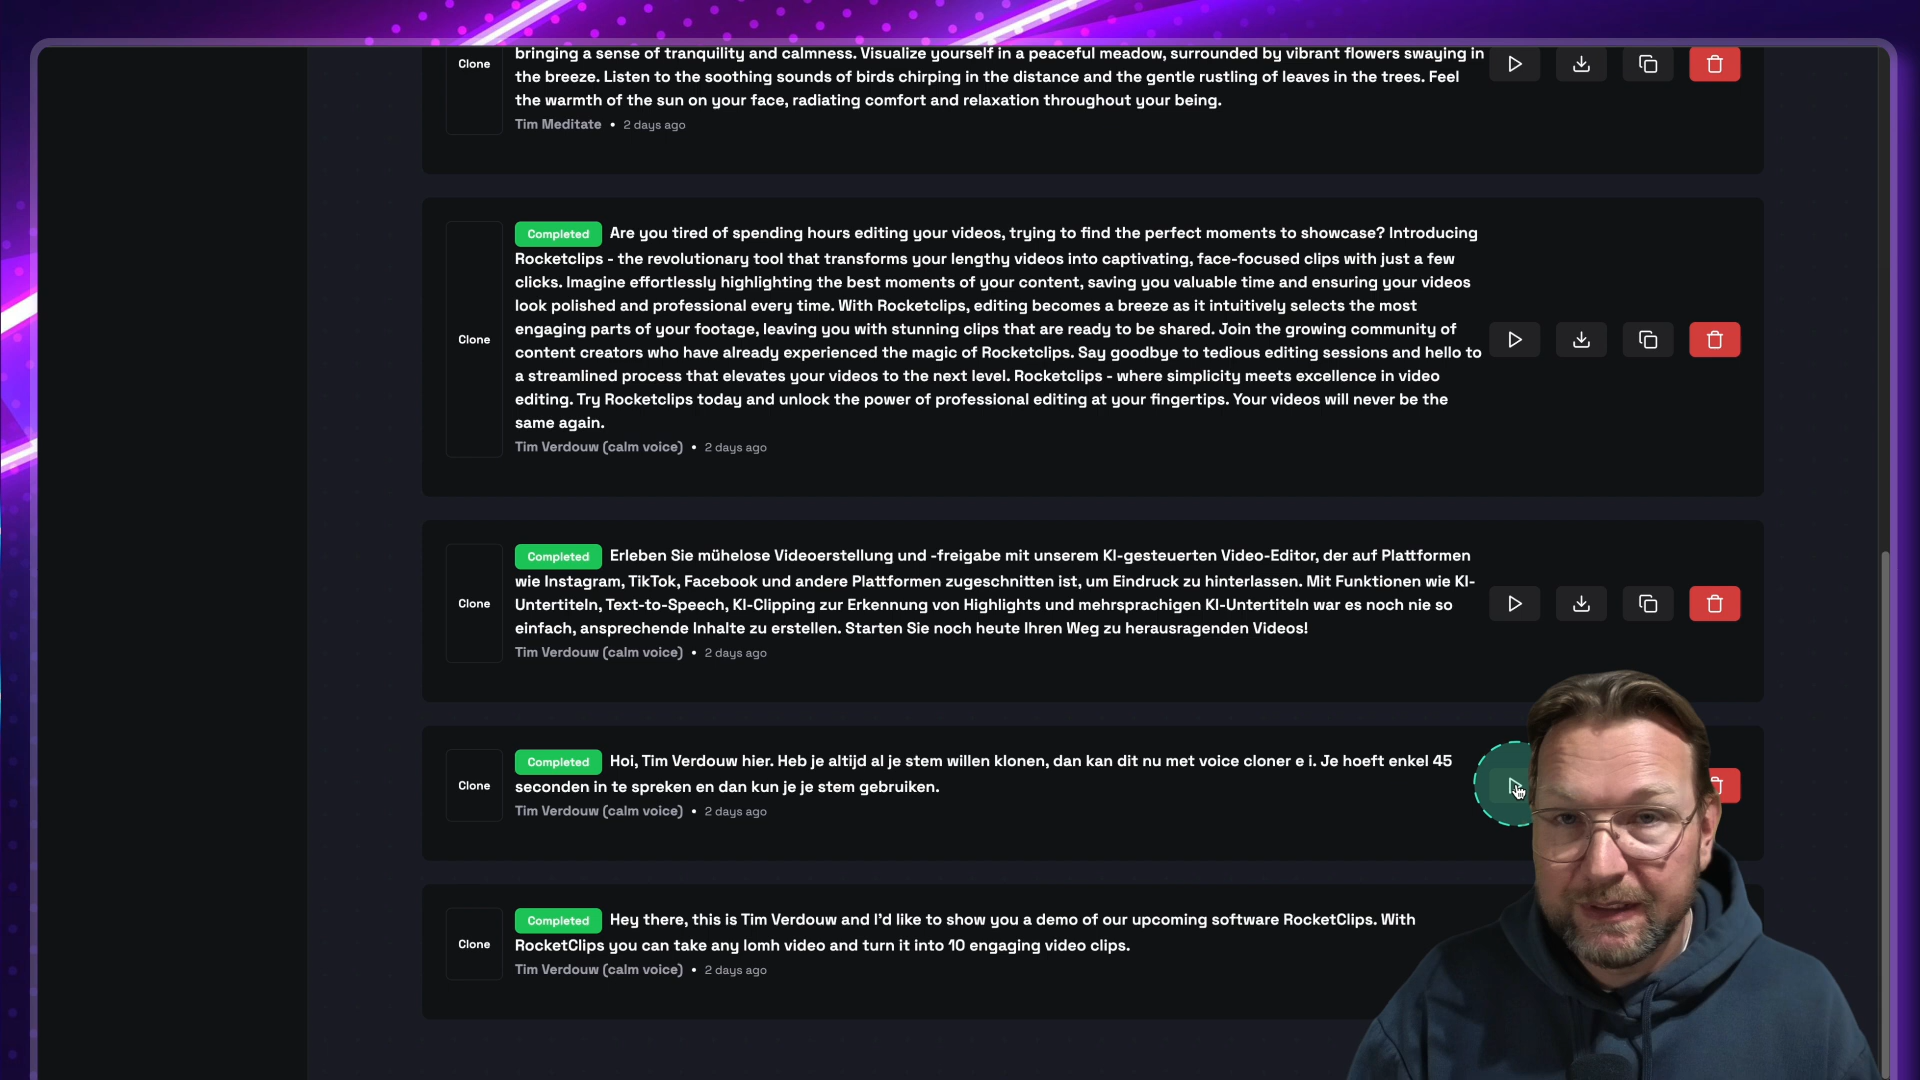 bringing a sense of tranquility and calmness. Visualize yourself in a peaceful meadow, surrounded by vibrant flowers swaying in
Clone
the breeze. Listen to the soothing sounds of birds chirping in the distance and the gentle rustling of leaves in the trees. Feel
the warmth of the sun on your face, radiating comfort and relaxation throughout your being.
Tim Meditate • 2 days ago
Completed Are you tired of spending hours editing your videos, trying to find the perfect moments to showcase? Introducing
Rocketclips - the revolutionary tool that transforms your lengthy videos into captivating, face-focused clips with just a few
clicks. Imagine effortlessly highlighting the best moments of your content, saving you valuable time and ensuring your videos
look polished and professional every time. With Rocketclips, editing becomes a breeze as it intuitively selects the most
engaging parts of your footage, leaving you with stunning clips that are ready to be shared. Join the growing community of
Clone
content creators who have already experienced the magic of Rocketclips. Say goodbye to tedious editing sessions and hello to
a streamlined process that elevates your videos to the next level. Rocketclips - where simplicity meets excellence in video
editing. Try Rocketclips today and unlock the power of professional editing at your fingertips. Your videos will never be the
same again.
Tim Verdouw (calm voice) • 2 days ago
Completed Erleben Sie mühelose Videoerstellung und -freigabe mit unserem KI-gesteuerten Video-Editor, der auf Plattformen
wie Instagram, TikTok, Facebook und andere Plattformen zugeschnitten ist, um Eindruck zu hinterlassen. Mit Funktionen wie KI-
Clone
Untertiteln, Text-to-Speech, KI-Clipping zur Erkennung von Highlights und mehrsprachigen KI-Untertiteln war es noch nie so
einfach, ansprechende Inhalte zu erstellen. Starten Sie noch heute Ihren Weg zu herausragenden Videos!
Tim Verdouw (calm voice) • 2 days ago
Completed Hoi, Tim Verdouw hier. Heb je altijd al je stem willen klonen, dan kan dit nu met voice cloner e i. Je hoeft enkel 45
Clone
seconden in te spreken en dan kun je je stem gebruiken.
Tim Verdouw (calm voice) • 2 days ago
Completed Hey there, this is Tim Verdouw and I'd like to show you a demo of our upcoming software RocketClips. With
Clone
RocketClips you can take any lomh video and turn it into 10 engaging video clips.
Tim Verdouw (calm voice) • 2 days ago